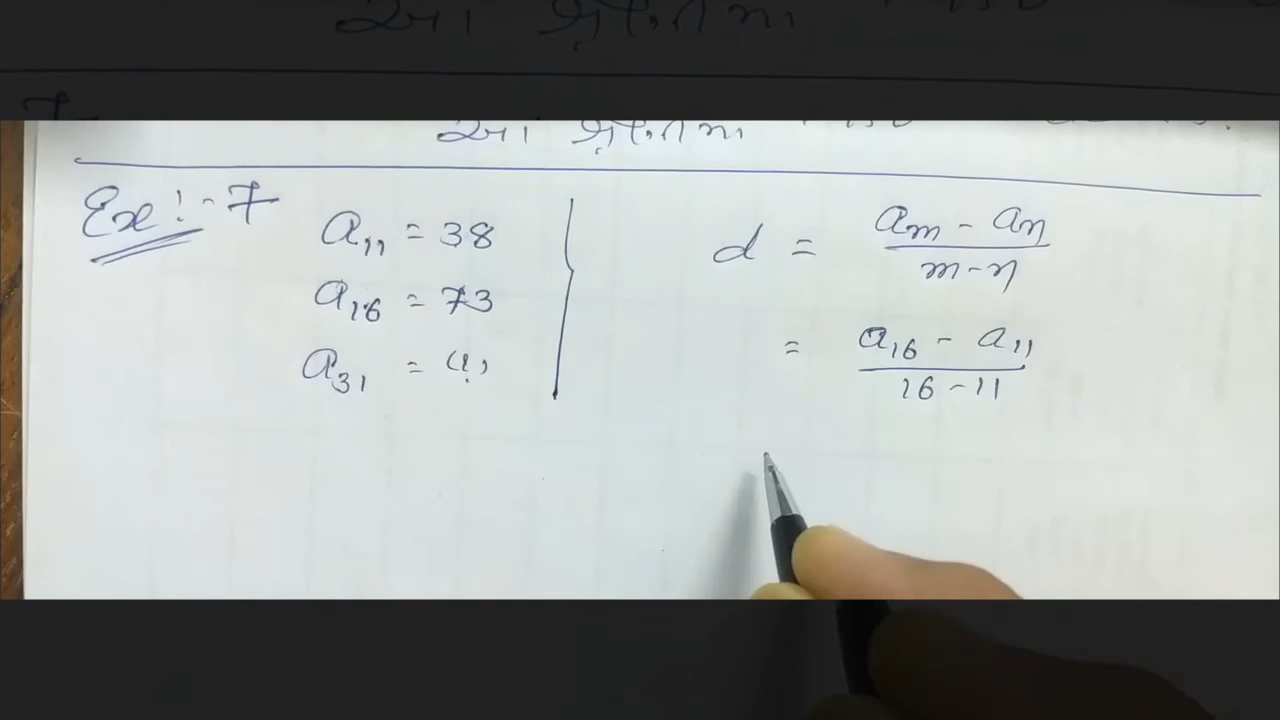 Ex:-7
a₁₁ = 38
a₁₆ = 73
a₃₁ = (?)
d = (aₘ - aₙ)/(m-n)
= (a₁₆ - a₁₁)/(16-11)